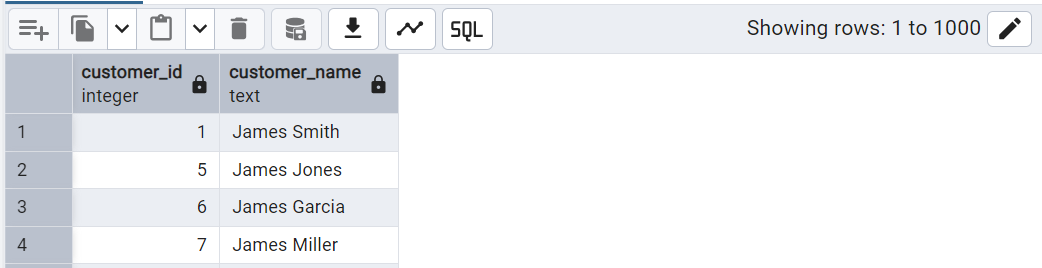 SQL
Showing rows: 1 to 1000
customer_id customer_name
integer text
1 1 James Smith
2 5 James Jones
3 6 James Garcia
4 7 James Miller